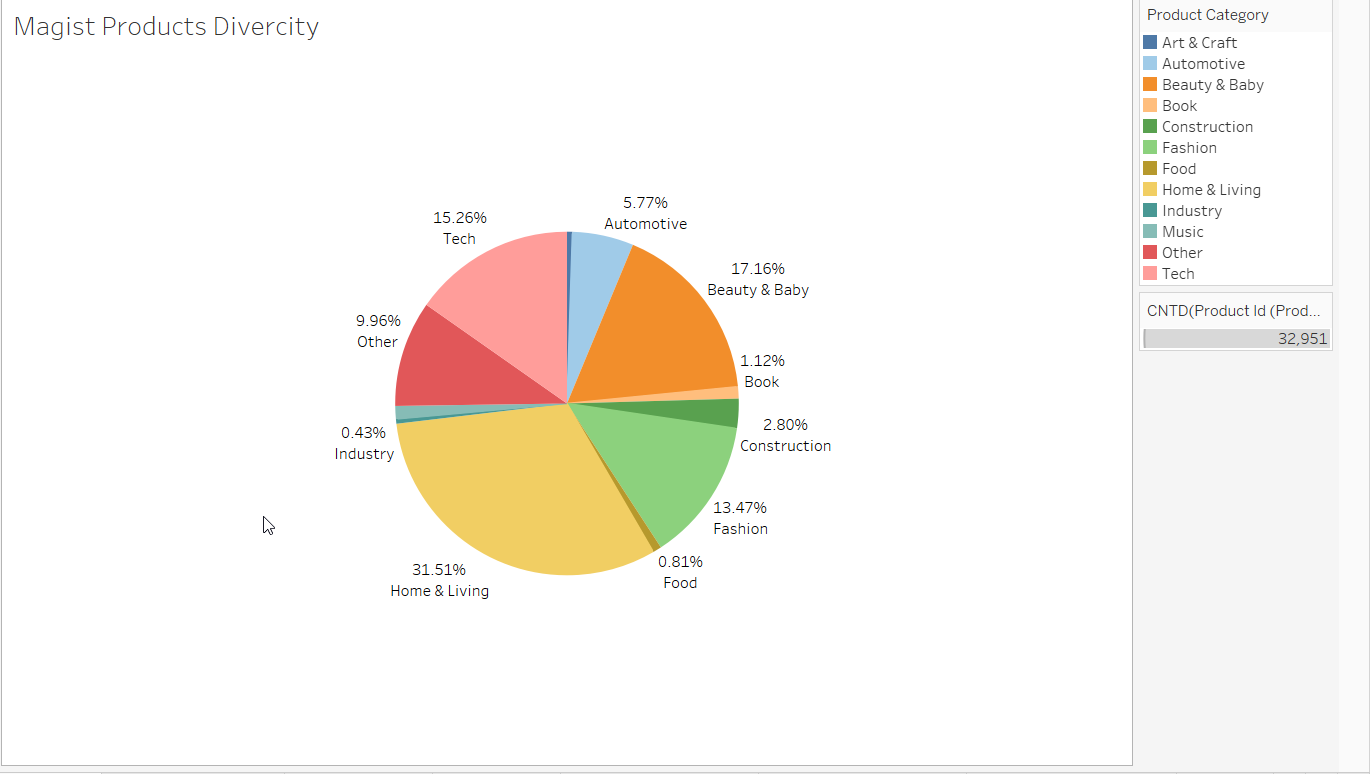 Magist Products Divercity
15.26%
Tech
5.77%
Automotive
17.16%
Beauty & Baby
9.96%
Other
1.12%
Book
0.43%
Industry
2.80%
Construction
13.47%
Fashion
0.81%
Food
31.51%
Home & Living
Product Category
Art & Craft
Automotive
Beauty & Baby
Book
Construction
Fashion
Food
Home & Living
Industry
Music
Other
Tech
CNTD(Product Id (Prod...
32,951